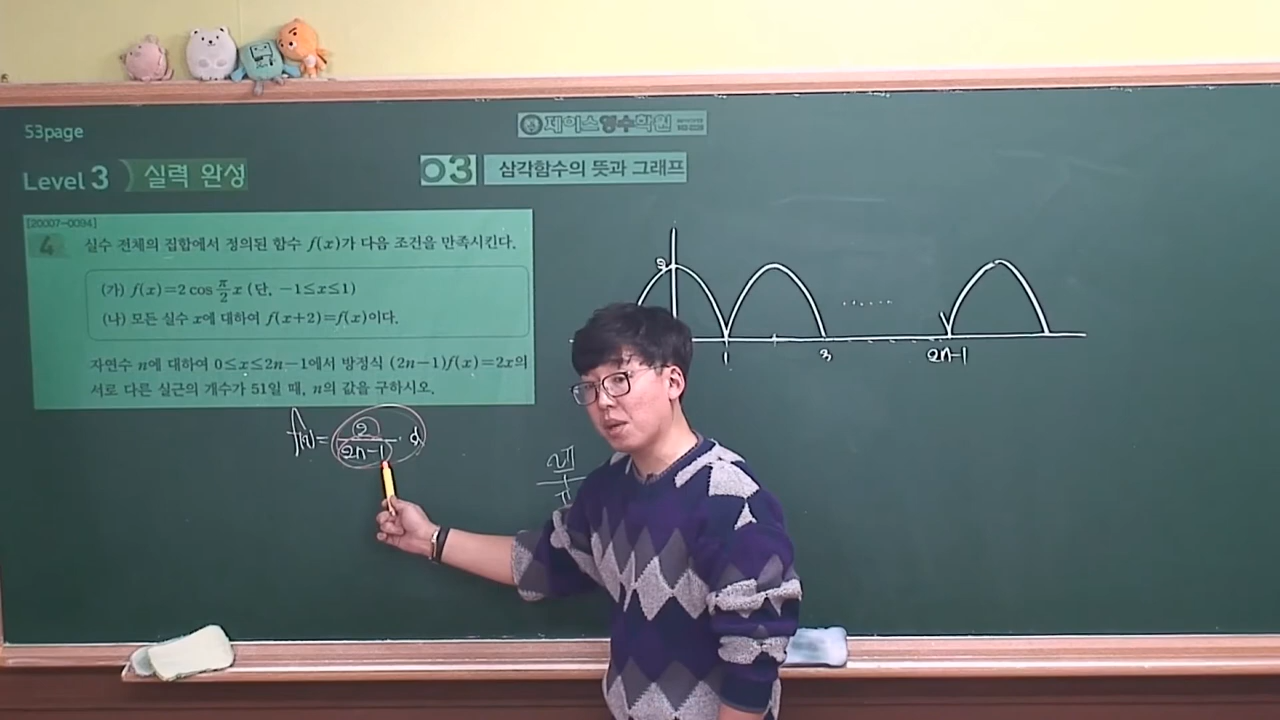 53page
제이스영수학원
Level 3 실력 완성
03 삼각함수의 뜻과 그래프
[20007-0094]
4 실수 전체의 집합에서 정의된 함수 f(x)가 다음 조건을 만족시킨다.
(가) f(x)=2 cos π/2 x (단, -1≤x≤1)
(나) 모든 실수 x에 대하여 f(x+2)=f(x)이다.
자연수 n에 대하여 0≤x≤2n-1에서 방정식 (2n-1)f(x)=2x의
서로 다른 실근의 개수가 51일 때, n의 값을 구하시오.
2
1 3 ...... 2n-1
f(x)= 2/2n-1 · x